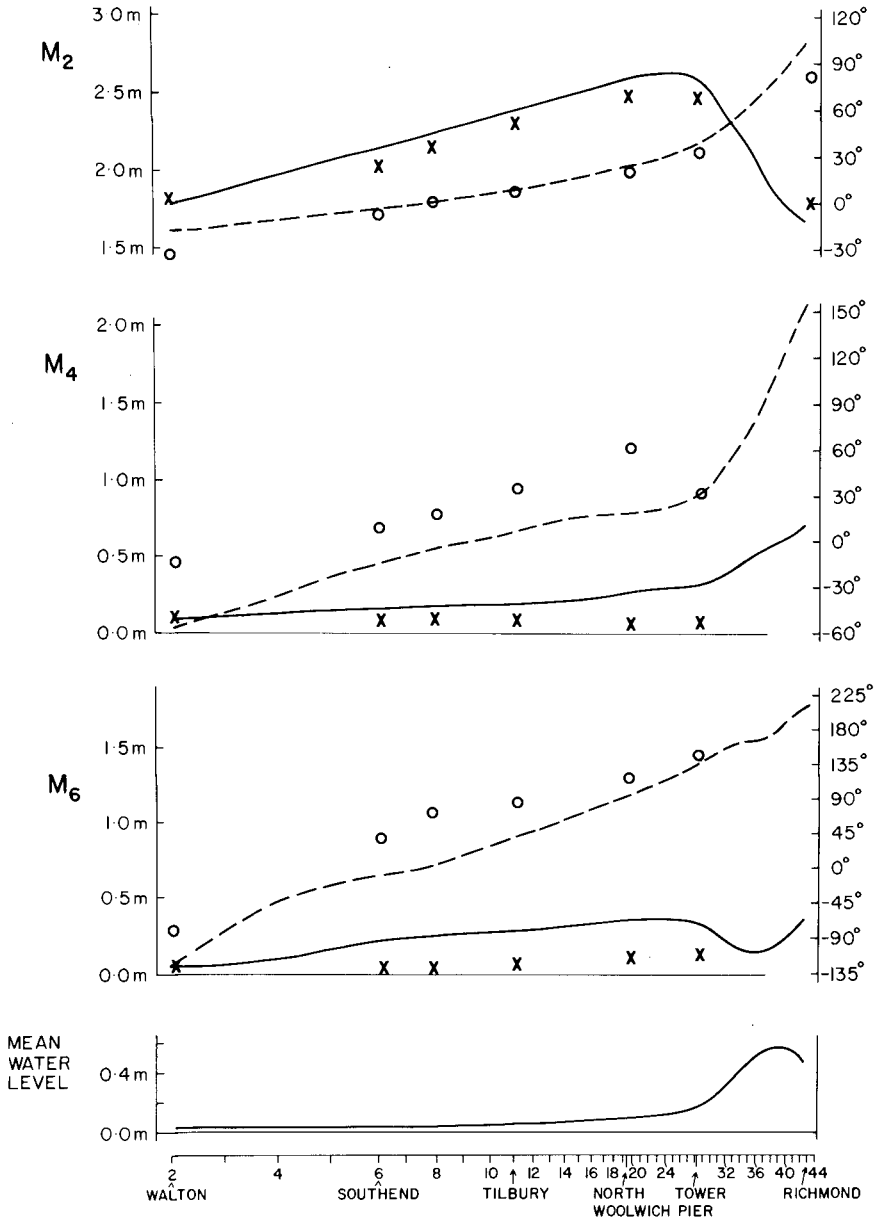 M2
3·0m
2·5m
2·0m
1·5m
120°
90°
60°
30°
0°
-30°
M4
2·0m
1·5m
1·0m
0·5m
0·0m
150°
120°
90°
60°
30°
0°
-30°
-60°
M6
1·5m
1·0m
0·5m
0·0m
225°
180°
135°
90°
45°
0°
-45°
-90°
-135°
MEAN
WATER
LEVEL
0·4m
0·0m
2 4 6 8 10 12 14 16 18 20 24 28 32 36 40 44
WALTON SOUTHEND TILBURY NORTH TOWER RICHMOND
WOOLWICH PIER